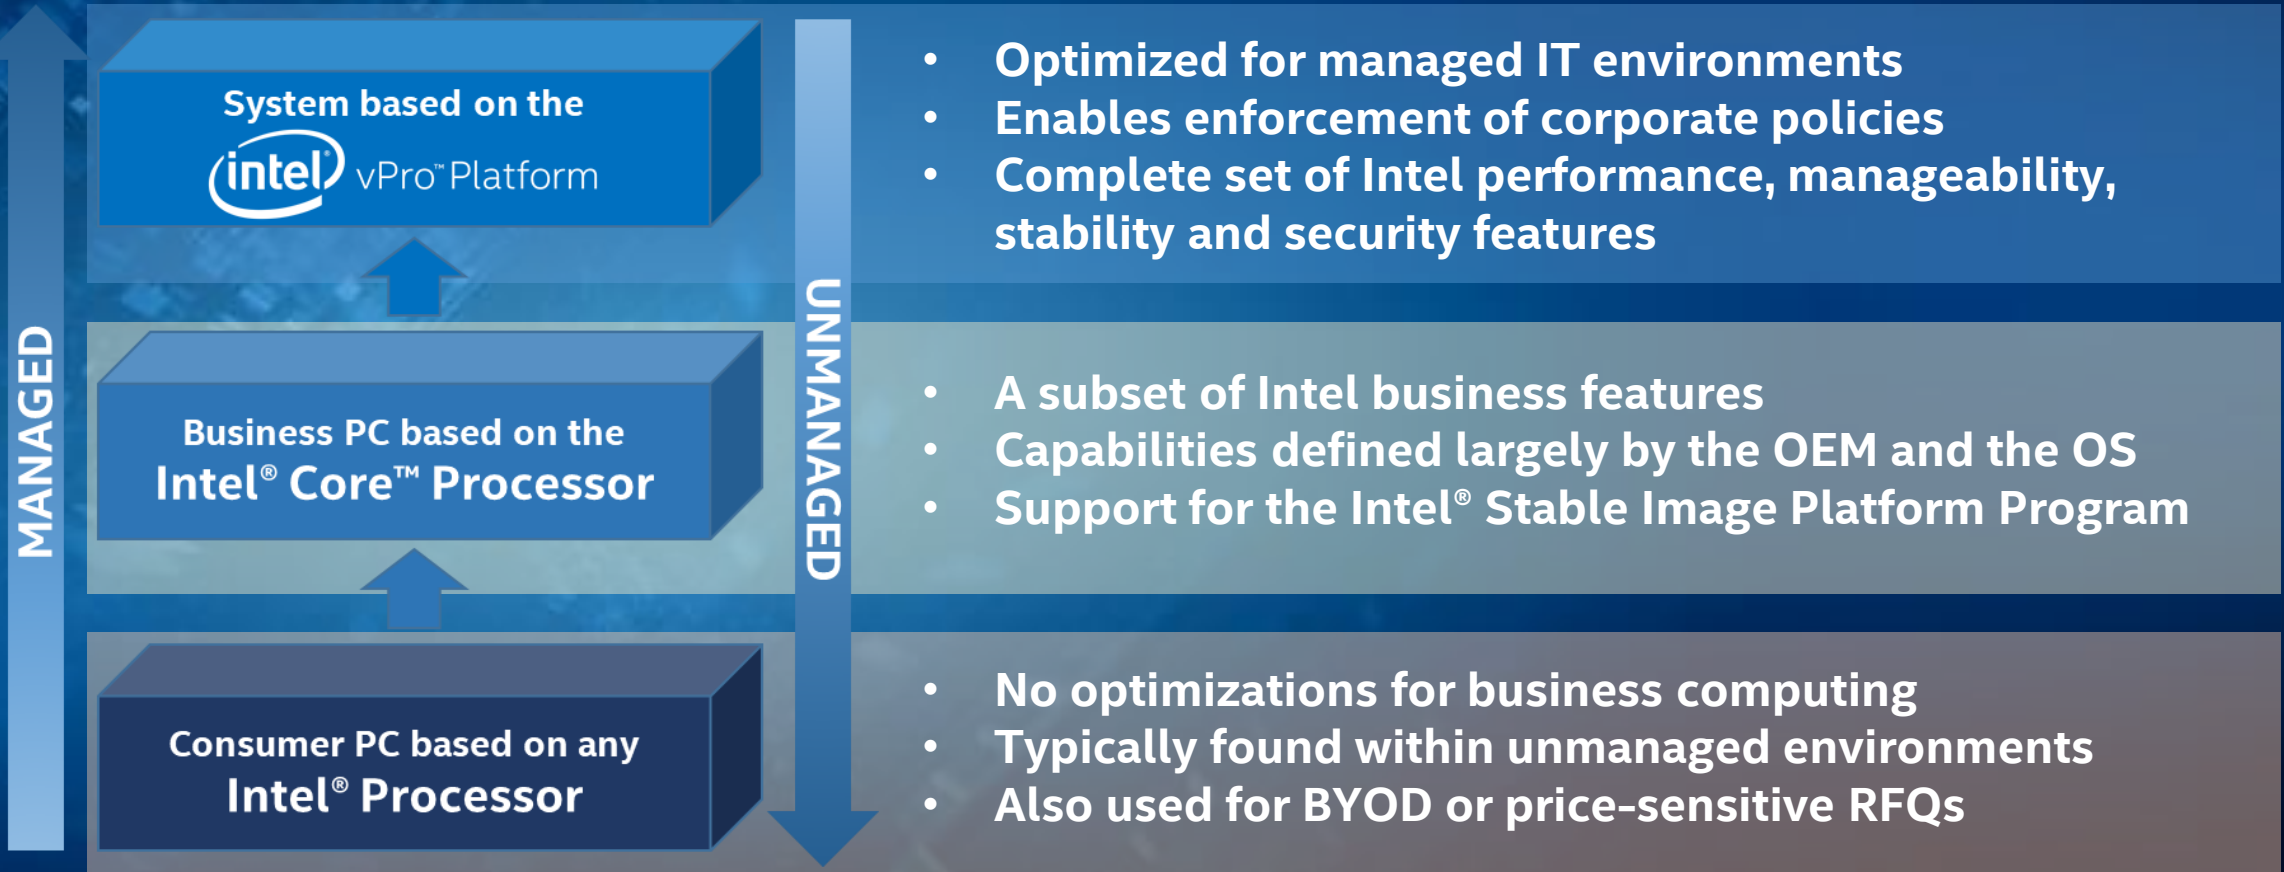 MANAGED
System based on the
intel® vPro™ Platform
UNMANAGED
• Optimized for managed IT environments
• Enables enforcement of corporate policies
• Complete set of Intel performance, manageability,
stability and security features
Business PC based on the
Intel® Core™ Processor
• A subset of Intel business features
• Capabilities defined largely by the OEM and the OS
• Support for the Intel® Stable Image Platform Program
Consumer PC based on any
Intel® Processor
• No optimizations for business computing
• Typically found within unmanaged environments
• Also used for BYOD or price-sensitive RFQs